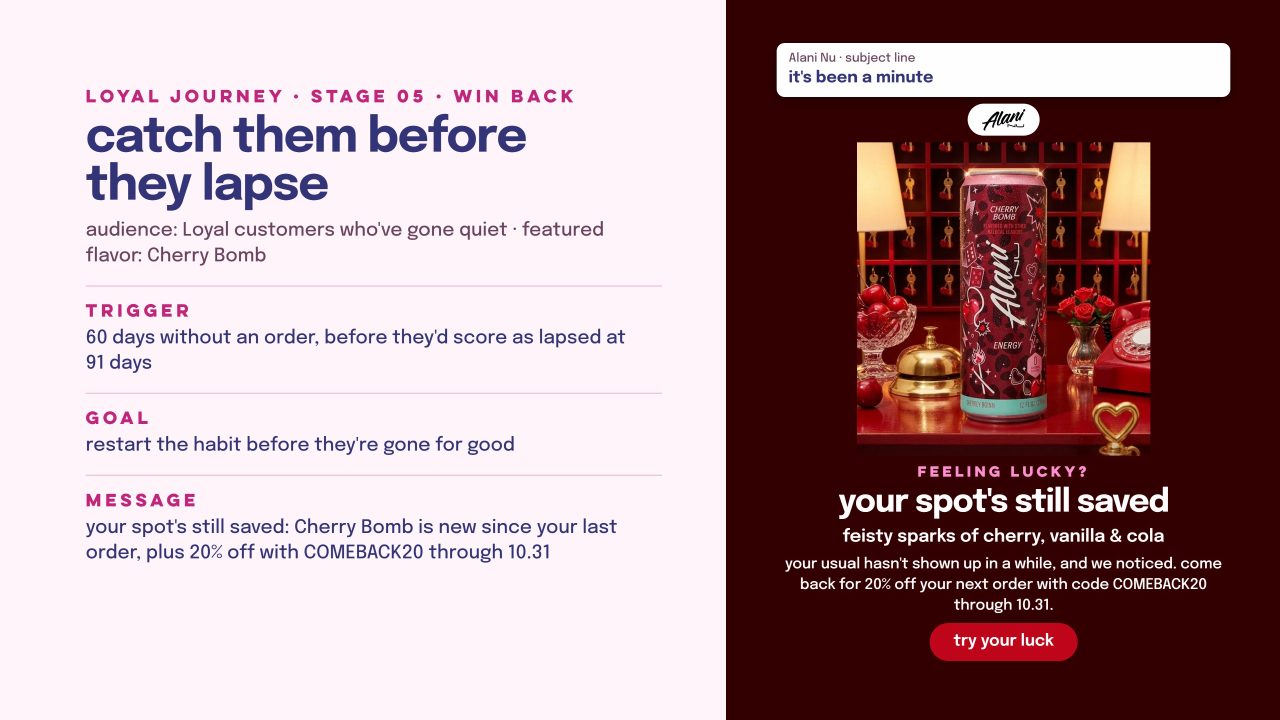 LOYAL JOURNEY · STAGE 05 · WIN BACK
catch them before
they lapse
audience: Loyal customers who've gone quiet · featured
flavor: Cherry Bomb
TRIGGER
60 days without an order, before they'd score as lapsed at
91 days
GOAL
restart the habit before they're gone for good
MESSAGE
your spot's still saved: Cherry Bomb is new since your last
order, plus 20% off with COMEBACK20 through 10.31
Alani Nu · subject line
it's been a minute
Alani
NU
CHERRY
BOMB
Alani
NU
ENERGY
CHERRY BOMB
FEELING LUCKY?
your spot's still saved
feisty sparks of cherry, vanilla & cola
your usual hasn't shown up in a while, and we noticed. come
back for 20% off your next order with code COMEBACK20
through 10.31.
try your luck